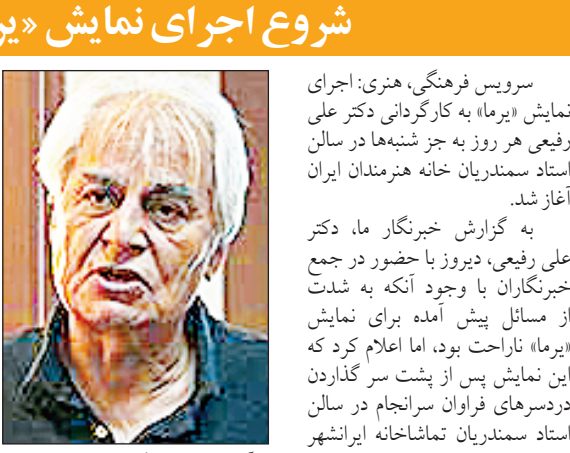 شروع اجرای نمایش «یر
سرویس فرهنگی، هنری: اجرای
نمایش «یرما» به کارگردانی دکتر علی
رفیعی هر روز به جز شنبه‌ها در سالن
استاد سمندریان خانه هنرمندان ایران
آغاز شد.
به گزارش خبرنگار ما، دکتر
علی رفیعی، دیروز با حضور در جمع
خبرنگاران با وجود آنکه به شدت
از مسائل پیش آمده برای نمایش
«یرما» ناراحت بود، اما اعلام کرد که
این نمایش پس از پشت سر گذاردن
دردسرهای فراوان سرانجام در سالن
استاد سمندریان تماشاخانه ایرانشهر